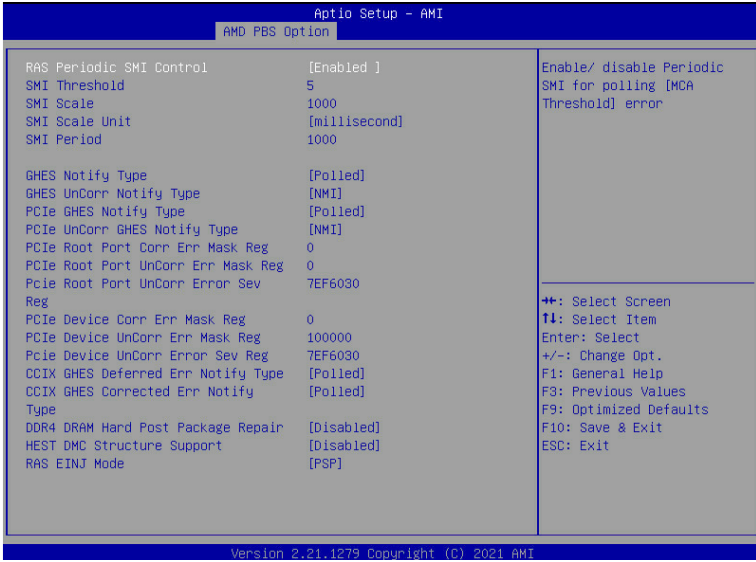 Aptio Setup – AMI
AMD PBS Option
RAS Periodic SMI Control [Enabled ]
SMI Threshold 5
SMI Scale 1000
SMI Scale Unit [millisecond]
SMI Period 1000
GHES Notify Type [Polled]
GHES UnCorr Notify Type [NMI]
PCIe GHES Notify Type [Polled]
PCIe UnCorr GHES Notify Type [NMI]
PCIe Root Port Corr Err Mask Reg 0
PCIe Root Port UnCorr Err Mask Reg 0
Pcie Root Port UnCorr Error Sev 7EF6030
Reg
PCIe Device Corr Err Mask Reg 0
PCIe Device UnCorr Err Mask Reg 100000
Pcie Device UnCorr Error Sev Reg 7EF6030
CCIX GHES Deferred Err Notify Type [Polled]
CCIX GHES Corrected Err Notify [Polled]
Type
DDR4 DRAM Hard Post Package Repair [Disabled]
HEST DMC Structure Support [Disabled]
RAS EINJ Mode [PSP]
Enable/ disable Periodic
SMI for polling [MCA
Threshold] error
→←: Select Screen
↑↓: Select Item
Enter: Select
+/-: Change Opt.
F1: General Help
F3: Previous Values
F9: Optimized Defaults
F10: Save & Exit
ESC: Exit
Version 2.21.1279 Copyright (C) 2021 AMI